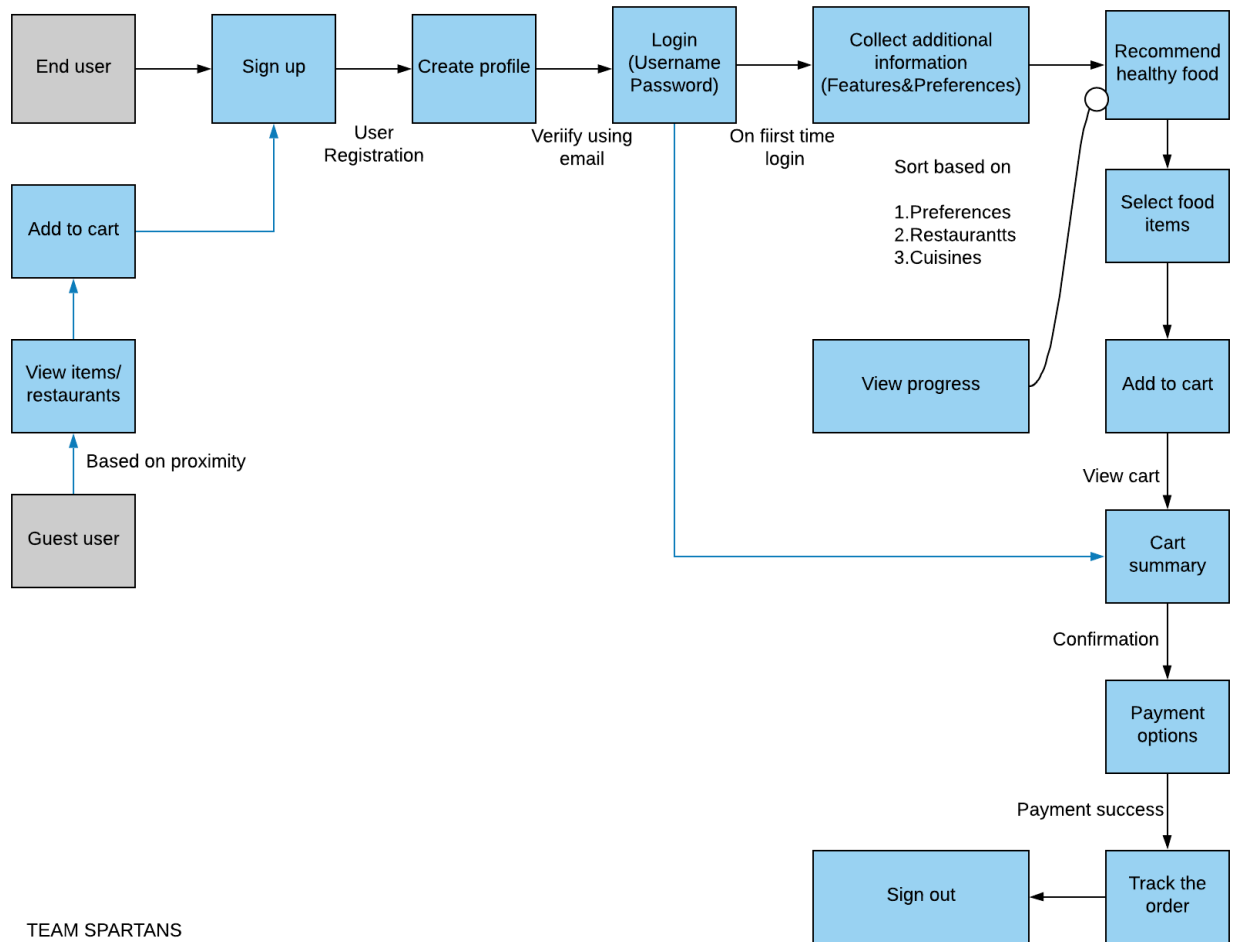 End user
Sign up
Create profile
Login
(Username
Password)
Collect additional
information
(Features&Preferences)
Recommend
healthy food
User
Registration
Veriify using
email
On fiirst time
login
Sort based on
1.Preferences
2.Restaurantts
3.Cuisines
Add to cart
Select food
items
View items/
restaurants
View progress
Add to cart
Based on proximity
View cart
Guest user
Cart
summary
Confirmation
Payment
options
Payment success
Sign out
Track the
order
TEAM SPARTANS